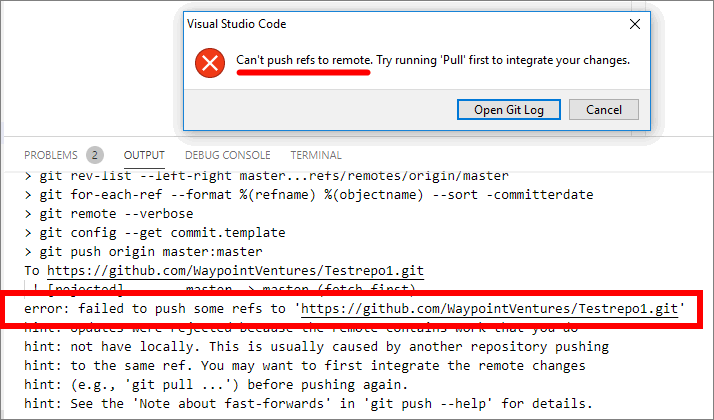 Visual Studio Code
Can't push refs to remote. Try running 'Pull' first to integrate your changes.
Open Git Log
Cancel
PROBLEMS 2 OUTPUT DEBUG CONSOLE TERMINAL
> git rev-list --left-right master...refs/remotes/origin/master
> git for-each-ref --format %(refname) %(objectname) --sort -committerdate
> git remote --verbose
> git config --get commit.template
> git push origin master:master
To https://github.com/WaypointVentures/Testrepo1.git
! [rejected] master -> master (fetch first)
error: failed to push some refs to 'https://github.com/WaypointVentures/Testrepo1.git'
hint: Updates were rejected because the remote contains work that you do
hint: not have locally. This is usually caused by another repository pushing
hint: to the same ref. You may want to first integrate the remote changes
hint: (e.g., 'git pull ...') before pushing again.
hint: See the 'Note about fast-forwards' in 'git push --help' for details.